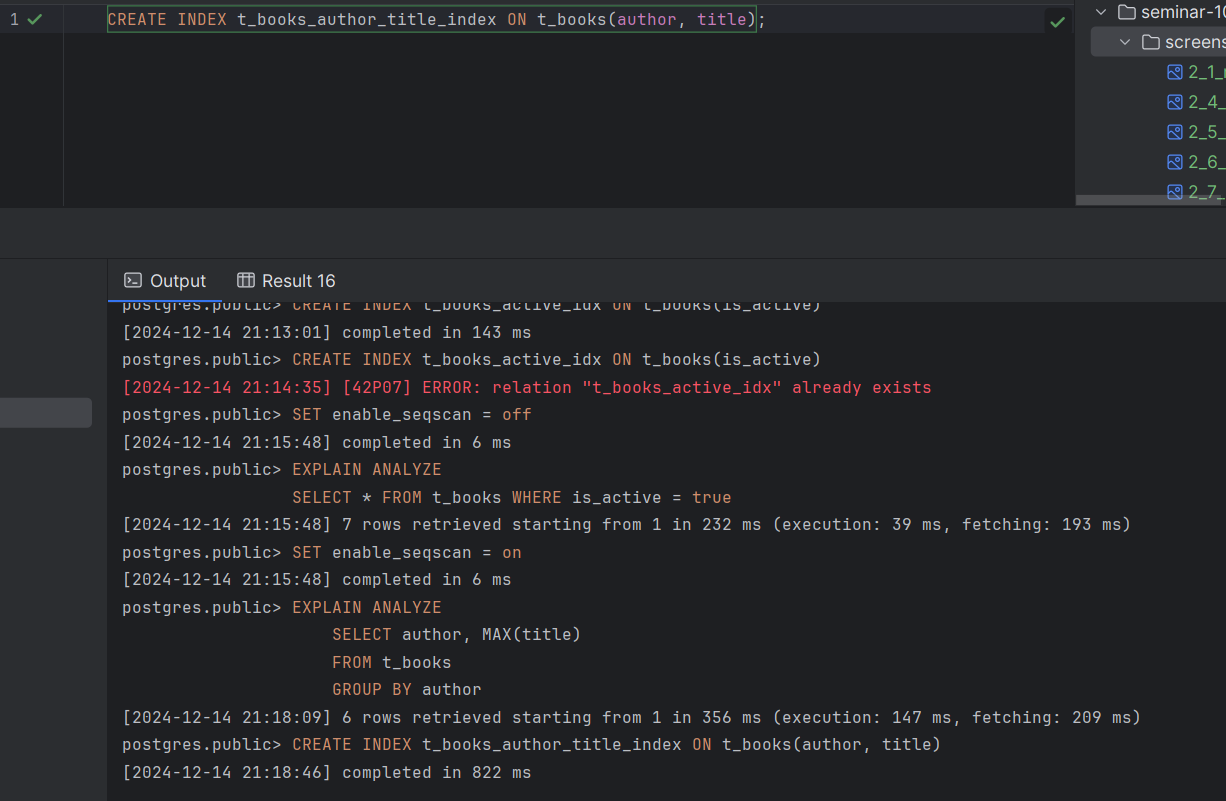 1 CREATE INDEX t_books_author_title_index ON t_books(author, title);
seminar-10
screens
2_1_
2_4_
2_5_
2_6_
2_7_
Output Result 16
postgres.public> CREATE INDEX t_books_active_idx ON t_books(is_active)
[2024-12-14 21:13:01] completed in 143 ms
postgres.public> CREATE INDEX t_books_active_idx ON t_books(is_active)
[2024-12-14 21:14:35] [42P07] ERROR: relation "t_books_active_idx" already exists
postgres.public> SET enable_seqscan = off
[2024-12-14 21:15:48] completed in 6 ms
postgres.public> EXPLAIN ANALYZE
SELECT * FROM t_books WHERE is_active = true
[2024-12-14 21:15:48] 7 rows retrieved starting from 1 in 232 ms (execution: 39 ms, fetching: 193 ms)
postgres.public> SET enable_seqscan = on
[2024-12-14 21:15:48] completed in 6 ms
postgres.public> EXPLAIN ANALYZE
SELECT author, MAX(title)
FROM t_books
GROUP BY author
[2024-12-14 21:18:09] 6 rows retrieved starting from 1 in 356 ms (execution: 147 ms, fetching: 209 ms)
postgres.public> CREATE INDEX t_books_author_title_index ON t_books(author, title)
[2024-12-14 21:18:46] completed in 822 ms